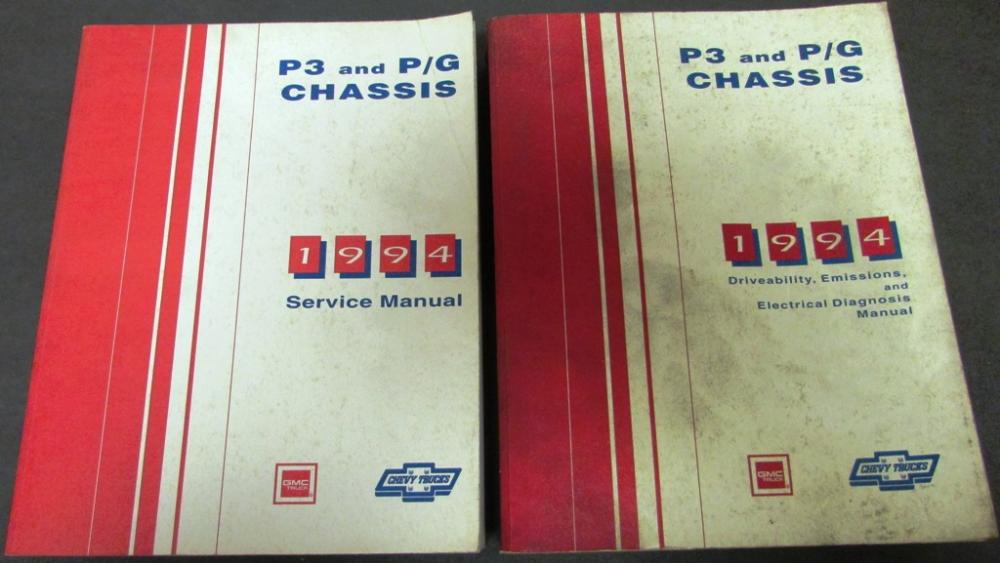 P3 and P/G
CHASSIS
1994
Service Manual
GMC
TRUCK
CHEVY TRUCKS
P3 and P/G
CHASSIS
1994
Driveability, Emissions,
and
Electrical Diagnosis
Manual
GMC
TRUCK
CHEVY TRUCKS